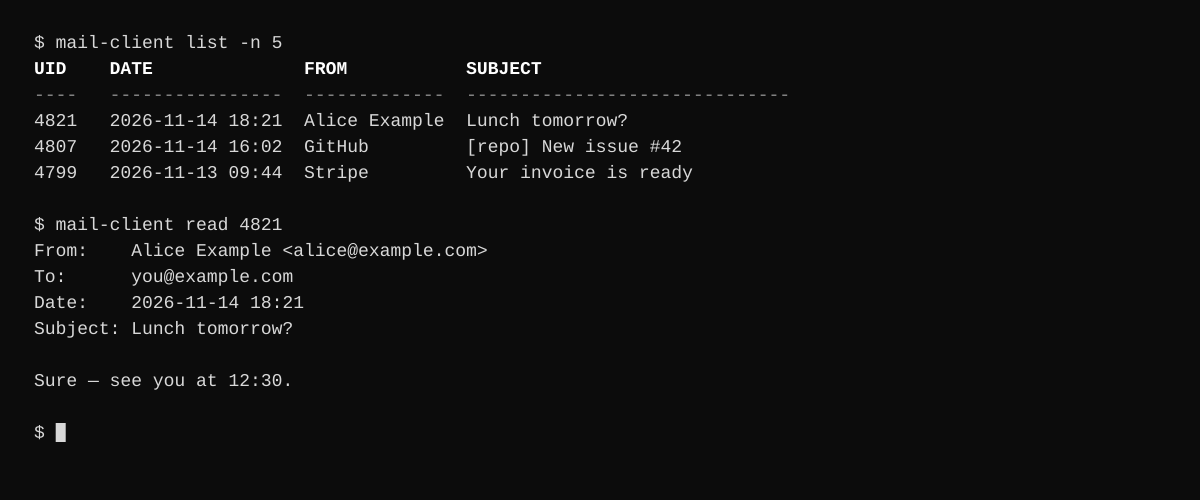 $ mail-client list -n 5
UID    DATE              FROM           SUBJECT
----   ----------------  -------------  ------------------------------
4821   2026-11-14 18:21  Alice Example  Lunch tomorrow?
4807   2026-11-14 16:02  GitHub         [repo] New issue #42
4799   2026-11-13 09:44  Stripe         Your invoice is ready
$ mail-client read 4821
From:    Alice Example <alice@example.com>
To:      you@example.com
Date:    2026-11-14 18:21
Subject: Lunch tomorrow?
Sure — see you at 12:30.
$